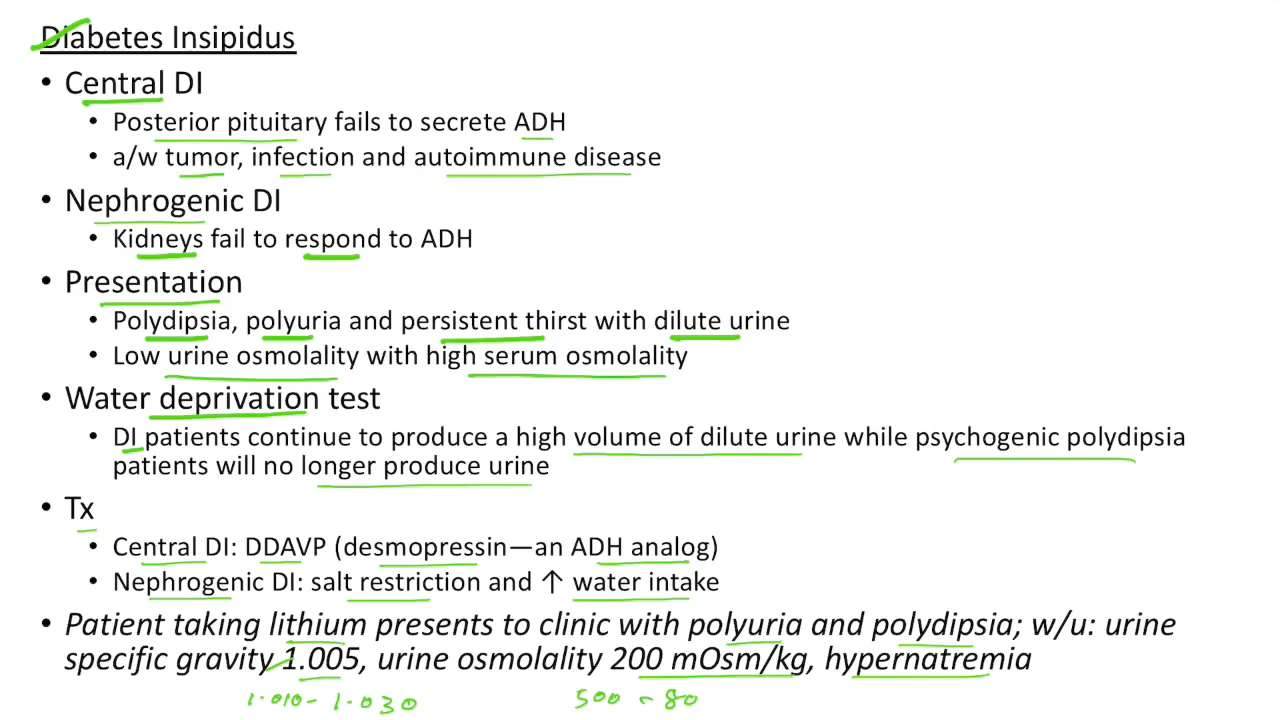 Diabetes Insipidus
• Central DI
• Posterior pituitary fails to secrete ADH
• a/w tumor, infection and autoimmune disease
• Nephrogenic DI
• Kidneys fail to respond to ADH
• Presentation
• Polydipsia, polyuria and persistent thirst with dilute urine
• Low urine osmolality with high serum osmolality
• Water deprivation test
• DI patients continue to produce a high volume of dilute urine while psychogenic polydipsia
patients will no longer produce urine
• Tx
• Central DI: DDAVP (desmopressin—an ADH analog)
• Nephrogenic DI: salt restriction and ↑ water intake
• Patient taking lithium presents to clinic with polyuria and polydipsia; w/u: urine
specific gravity 1.005, urine osmolality 200 mOsm/kg, hypernatremia
1.010- 1.030 500 - 80